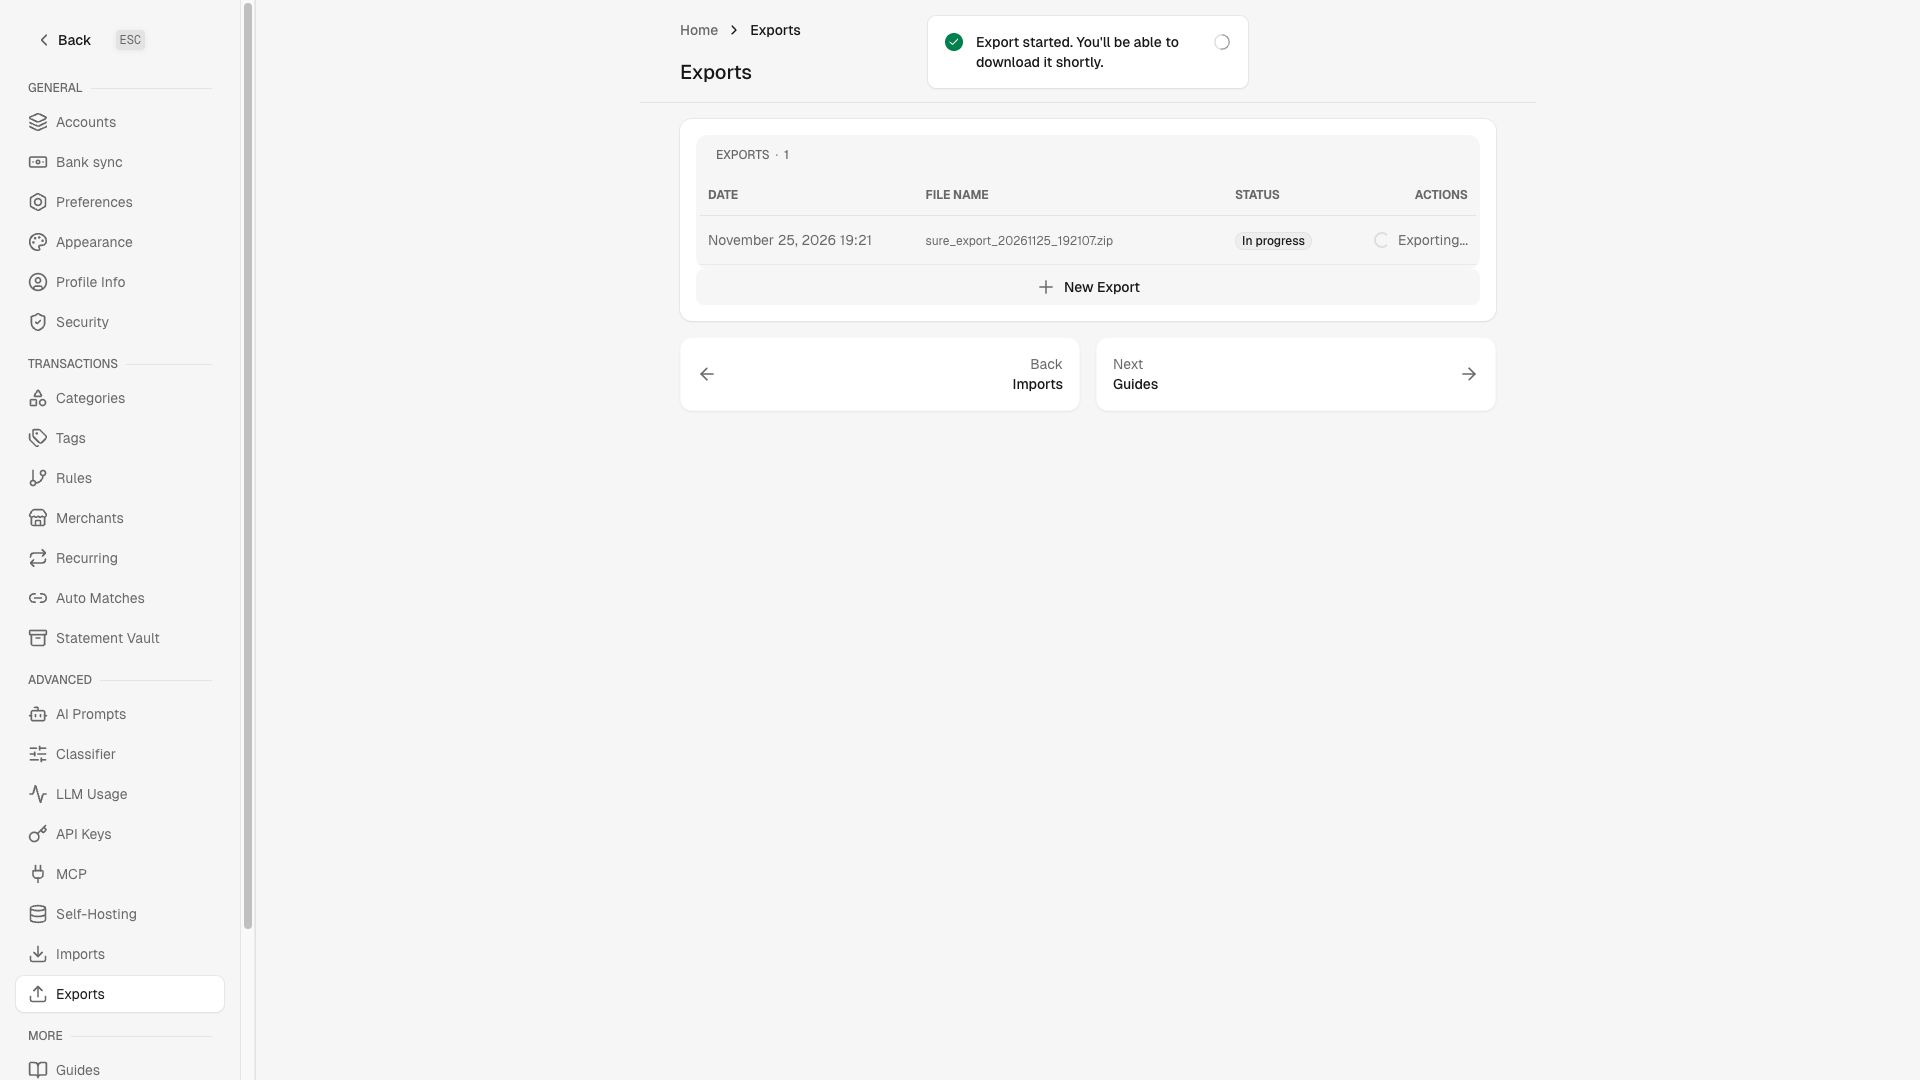 Back ESC
GENERAL
Accounts
Bank sync
Preferences
Appearance
Profile Info
Security
TRANSACTIONS
Categories
Tags
Rules
Merchants
Recurring
Auto Matches
Statement Vault
ADVANCED
AI Prompts
Classifier
LLM Usage
API Keys
MCP
Self-Hosting
Imports
Exports
MORE
Guides
Home Exports
Exports
Export started. You'll be able to
download it shortly.
EXPORTS · 1
DATE FILE NAME STATUS ACTIONS
November 25, 2026 19:21 sure_export_20261125_192107.zip In progress Exporting...
New Export
Back
Imports
Next
Guides